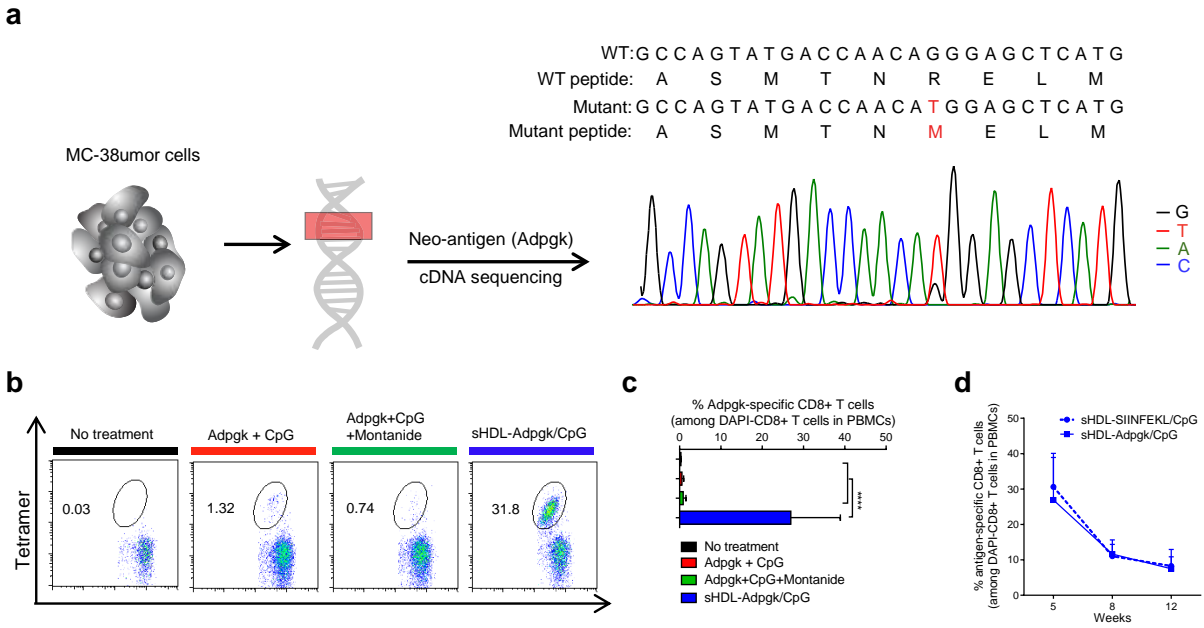 a
WT:G C C A G T A T G A C C A A C A G G G A G C T C A T G
WT peptide: A S M T N R E L M
Mutant:G C C A G T A T G A C C A A C A T G G A G C T C A T G
Mutant peptide: A S M T N M E L M
MC-38umor cells
Neo-antigen (Adpgk)
cDNA sequencing
G
T
A
C
b
Tetramer
No treatment
Adpgk + CpG
Adpgk+CpG
+Montanide
sHDL-Adpgk/CpG
0.03
1.32
0.74
31.8
c
% Adpgk-specific CD8+ T cells
(among DAPI-CD8+ T cells in PBMCs)
0 10 20 30 40 50
****
No treatment
Adpgk + CpG
Adpgk+CpG+Montanide
sHDL-Adpgk/CpG
d
% antigen-specific CD8+ T cells
(among DAPI-CD8+ T cells in PBMCs)
50
40
30
20
10
0
sHDL-SIINFEKL/CpG
sHDL-Adpgk/CpG
5 8 12
Weeks